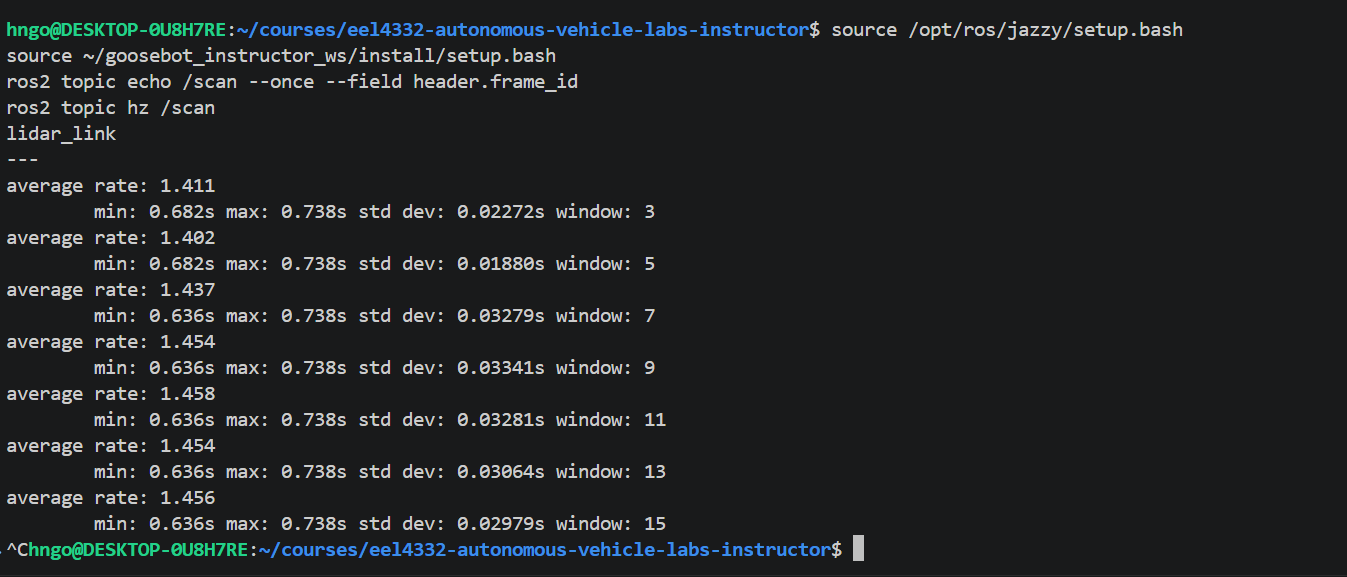 hngo@DESKTOP-0U8H7RE:~/courses/eel4332-autonomous-vehicle-labs-instructor$ source /opt/ros/jazzy/setup.bash
source ~/goosebot_instructor_ws/install/setup.bash
ros2 topic echo /scan --once --field header.frame_id
ros2 topic hz /scan
lidar_link
---
average rate: 1.411
        min: 0.682s max: 0.738s std dev: 0.02272s window: 3
average rate: 1.402
        min: 0.682s max: 0.738s std dev: 0.01880s window: 5
average rate: 1.437
        min: 0.636s max: 0.738s std dev: 0.03279s window: 7
average rate: 1.454
        min: 0.636s max: 0.738s std dev: 0.03341s window: 9
average rate: 1.458
        min: 0.636s max: 0.738s std dev: 0.03281s window: 11
average rate: 1.454
        min: 0.636s max: 0.738s std dev: 0.03064s window: 13
average rate: 1.456
        min: 0.636s max: 0.738s std dev: 0.02979s window: 15
^Chngo@DESKTOP-0U8H7RE:~/courses/eel4332-autonomous-vehicle-labs-instructor$